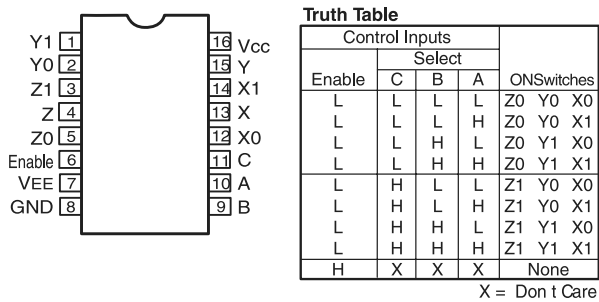 Y1 1
Y0 2
Z1 3
Z 4
Z0 5
Enable 6
VEE 7
GND 8
16 Vcc
15 Y
14 X1
13 X
12 X0
11 C
10 A
9 B
Truth Table
Control Inputs
Select
Enable C B A ONSwitches
L L L L Z0 Y0 X0
L L L H Z0 Y0 X1
L L H L Z0 Y1 X0
L L H H Z0 Y1 X1
L H L L Z1 Y0 X0
L H L H Z1 Y0 X1
L H H L Z1 Y1 X0
L H H H Z1 Y1 X1
H X X X None
X = Don t Care